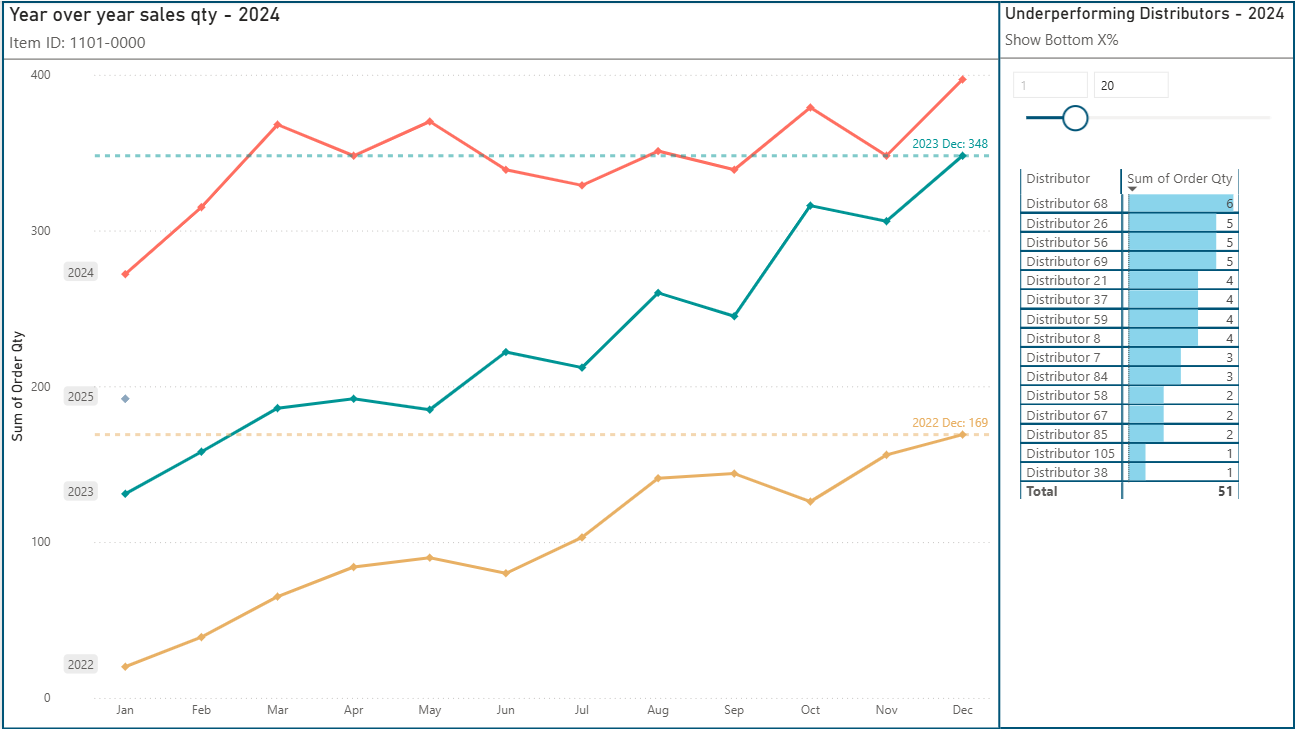 Year over year sales qty - 2024
Item ID: 1101-0000
Sum of Order Qty
400
300
200
100
0
2024
2025
2023
2022
2023 Dec: 348
2022 Dec: 169
Jan Feb Mar Apr May Jun Jul Aug Sep Oct Nov Dec
Underperforming Distributors - 2024
Show Bottom X%
1 20
Distributor Sum of Order Qty
Distributor 68 6
Distributor 26 5
Distributor 56 5
Distributor 69 5
Distributor 21 4
Distributor 37 4
Distributor 59 4
Distributor 8 4
Distributor 7 3
Distributor 84 3
Distributor 58 2
Distributor 67 2
Distributor 85 2
Distributor 105 1
Distributor 38 1
Total 51